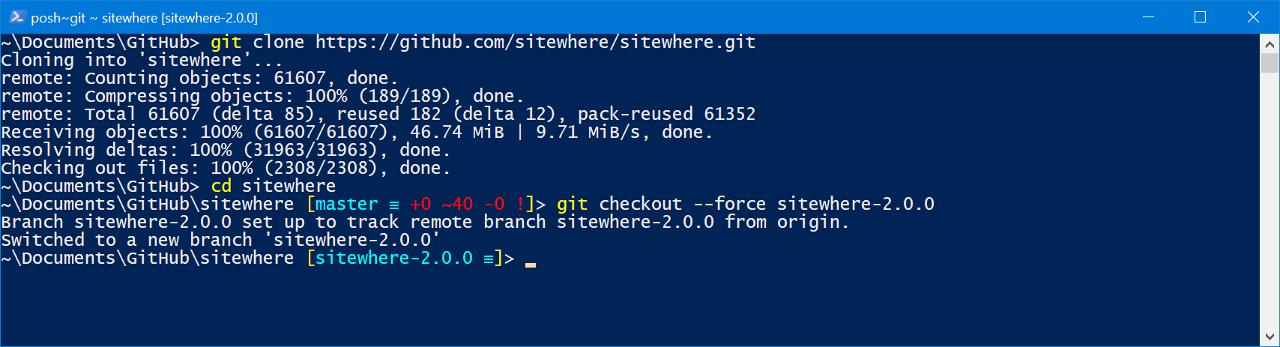 posh~git ~ sitewhere [sitewhere-2.0.0]
~\Documents\GitHub> git clone https://github.com/sitewhere/sitewhere.git
Cloning into 'sitewhere'...
remote: Counting objects: 61607, done.
remote: Compressing objects: 100% (189/189), done.
remote: Total 61607 (delta 85), reused 182 (delta 12), pack-reused 61352
Receiving objects: 100% (61607/61607), 46.74 MiB | 9.71 MiB/s, done.
Resolving deltas: 100% (31963/31963), done.
Checking out files: 100% (2308/2308), done.
~\Documents\GitHub> cd sitewhere
~\Documents\GitHub\sitewhere [master ≡ +0 ~40 -0 !]> git checkout --force sitewhere-2.0.0
Branch sitewhere-2.0.0 set up to track remote branch sitewhere-2.0.0 from origin.
Switched to a new branch 'sitewhere-2.0.0'
~\Documents\GitHub\sitewhere [sitewhere-2.0.0 ≡]>